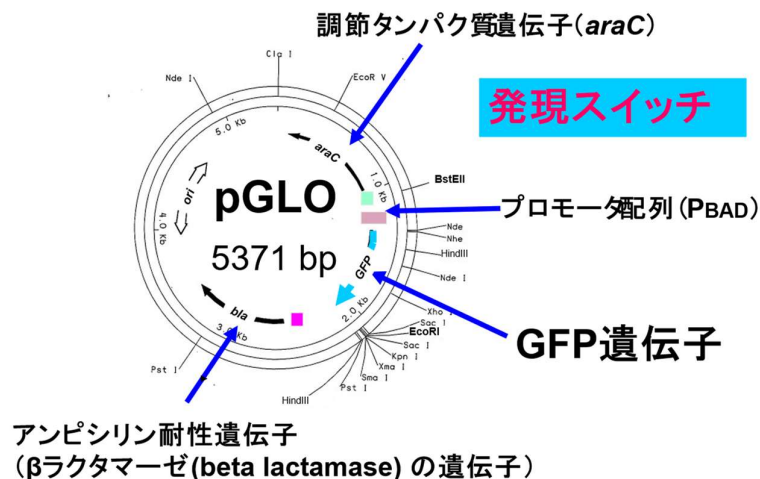 調節タンパク質遺伝子(araC)
発現スイッチ
Cla I
Nde I
EcoR V
5.0 Kb
araC
1.0 Kb
BstEII
ori
pGLO
プロモータ配列(PBAD)
4.0 Kb
5371 bp
Nde
Nhe
HindIII
GFP
Nde I
bla
2.0 Kb
Xho I
Sac I
EcoRI
GFP遺伝子
3.0 Kb
Sac I
Kpn I
Xma I
Sma I
Pst I
Pst I
HindIII
アンピシリン耐性遺伝子
(βラクタマーゼ(beta lactamase) の遺伝子)